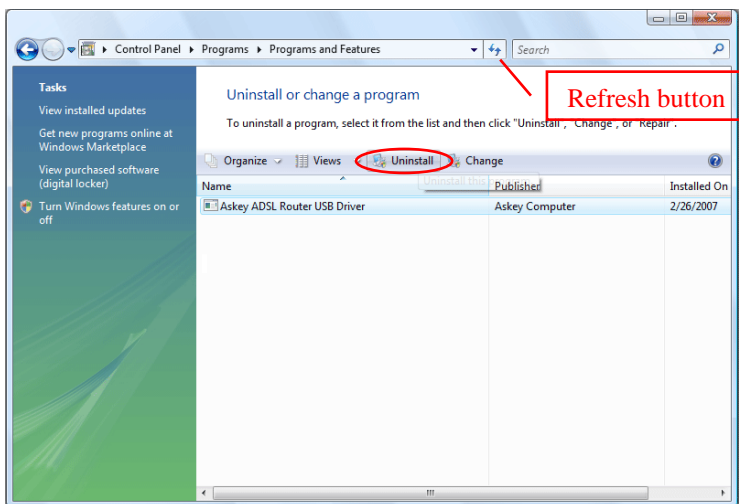 Control Panel ▸ Programs ▸ Programs and Features
Search
Refresh button
Tasks
View installed updates
Get new programs online at
Windows Marketplace
View purchased software
(digital locker)
Turn Windows features on or
off
Uninstall or change a program
To uninstall a program, select it from the list and then click "Uninstall", "Change", or "Repair".
Organize Views Uninstall Change
Uninstall this
Name Publisher Installed On
Askey ADSL Router USB Driver Askey Computer 2/26/2007